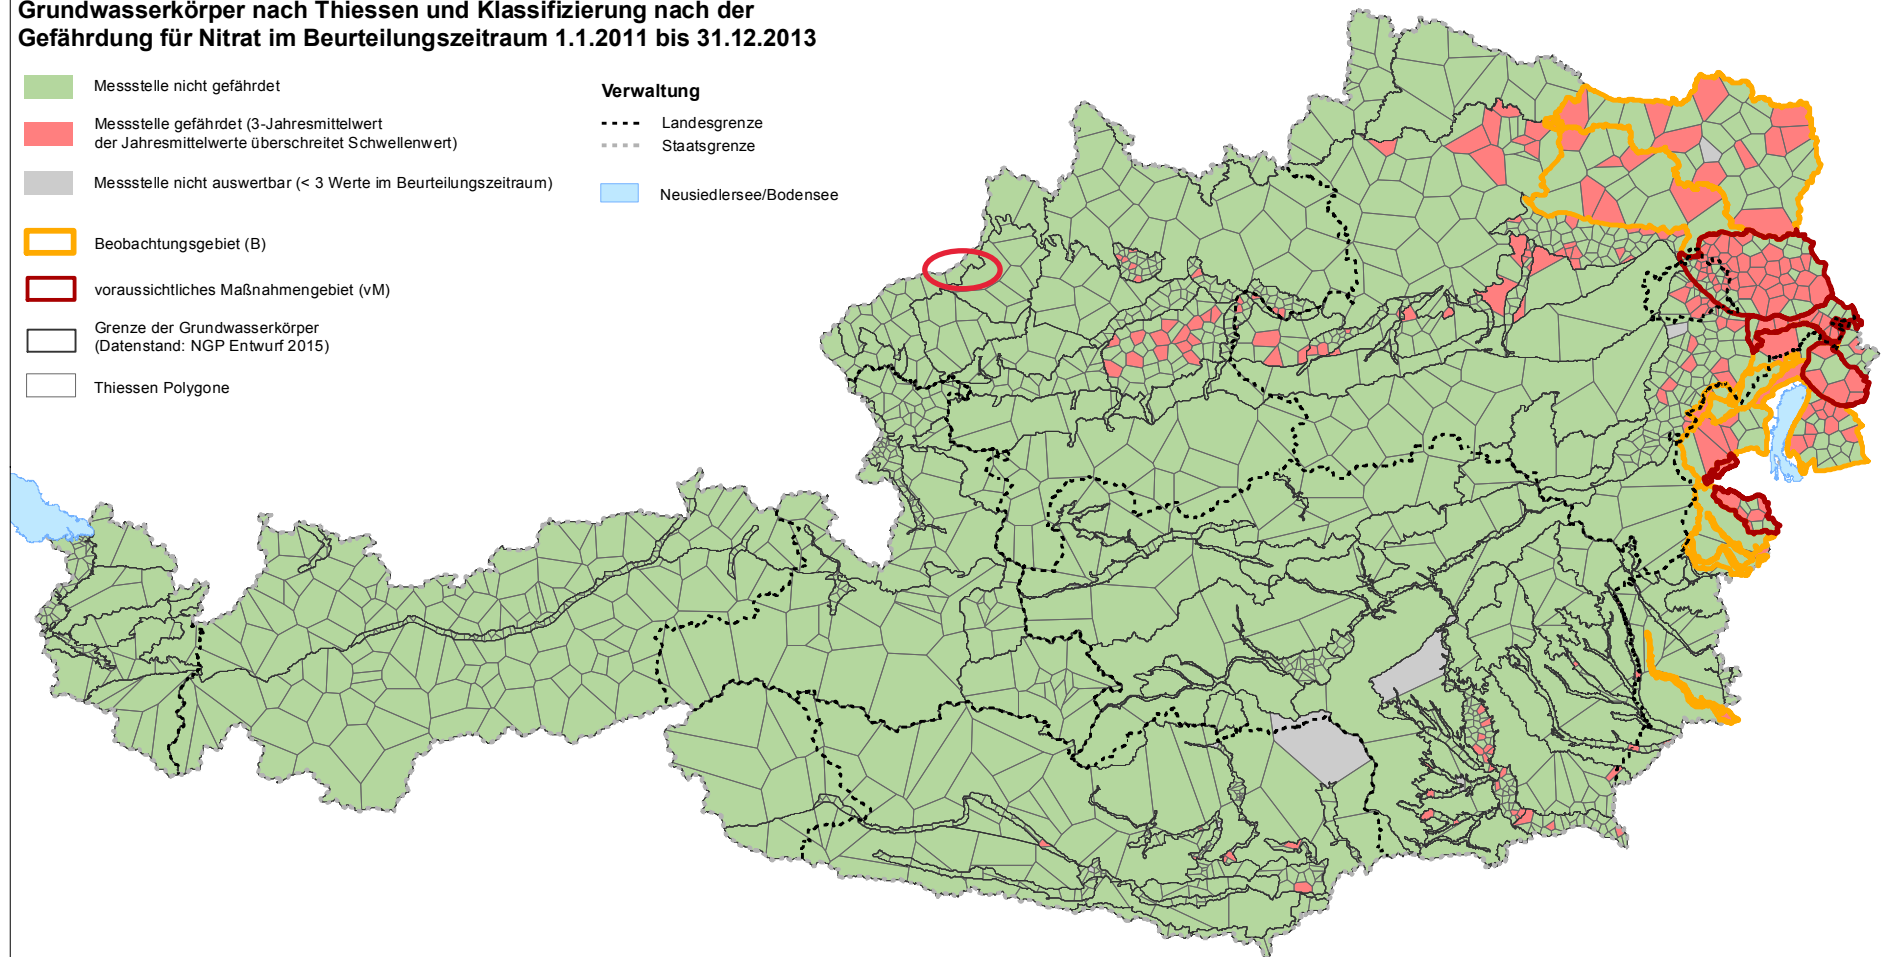 Grundwasserkörper nach Thiessen und Klassifizierung nach der
Gefährdung für Nitrat im Beurteilungszeitraum 1.1.2011 bis 31.12.2013
Messstelle nicht gefährdet
Messstelle gefährdet (3-Jahresmittelwert
der Jahresmittelwerte überschreitet Schwellenwert)
Messstelle nicht auswertbar (< 3 Werte im Beurteilungszeitraum)
Beobachtungsgebiet (B)
voraussichtliches Maßnahmengebiet (vM)
Grenze der Grundwasserkörper
(Datenstand: NGP Entwurf 2015)
Thiessen Polygone
Verwaltung
Landesgrenze
Staatsgrenze
Neusiedlersee/Bodensee